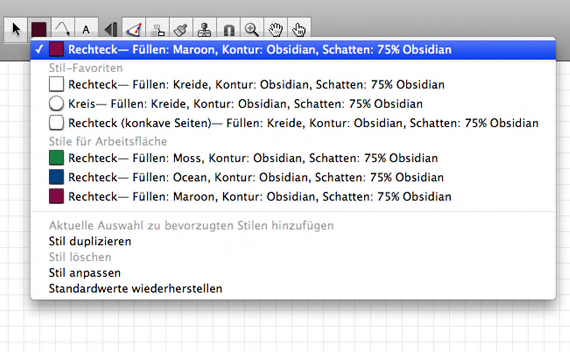 A
✓ Rechteck— Füllen: Maroon, Kontur: Obsidian, Schatten: 75% Obsidian
Stil-Favoriten
Rechteck— Füllen: Kreide, Kontur: Obsidian, Schatten: 75% Obsidian
Kreis— Füllen: Kreide, Kontur: Obsidian, Schatten: 75% Obsidian
Rechteck (konkave Seiten)— Füllen: Kreide, Kontur: Obsidian, Schatten: 75% Obsidian
Stile für Arbeitsfläche
Rechteck— Füllen: Moss, Kontur: Obsidian, Schatten: 75% Obsidian
Rechteck— Füllen: Ocean, Kontur: Obsidian, Schatten: 75% Obsidian
Rechteck— Füllen: Maroon, Kontur: Obsidian, Schatten: 75% Obsidian
Aktuelle Auswahl zu bevorzugten Stilen hinzufügen
Stil duplizieren
Stil löschen
Stil anpassen
Standardwerte wiederherstellen